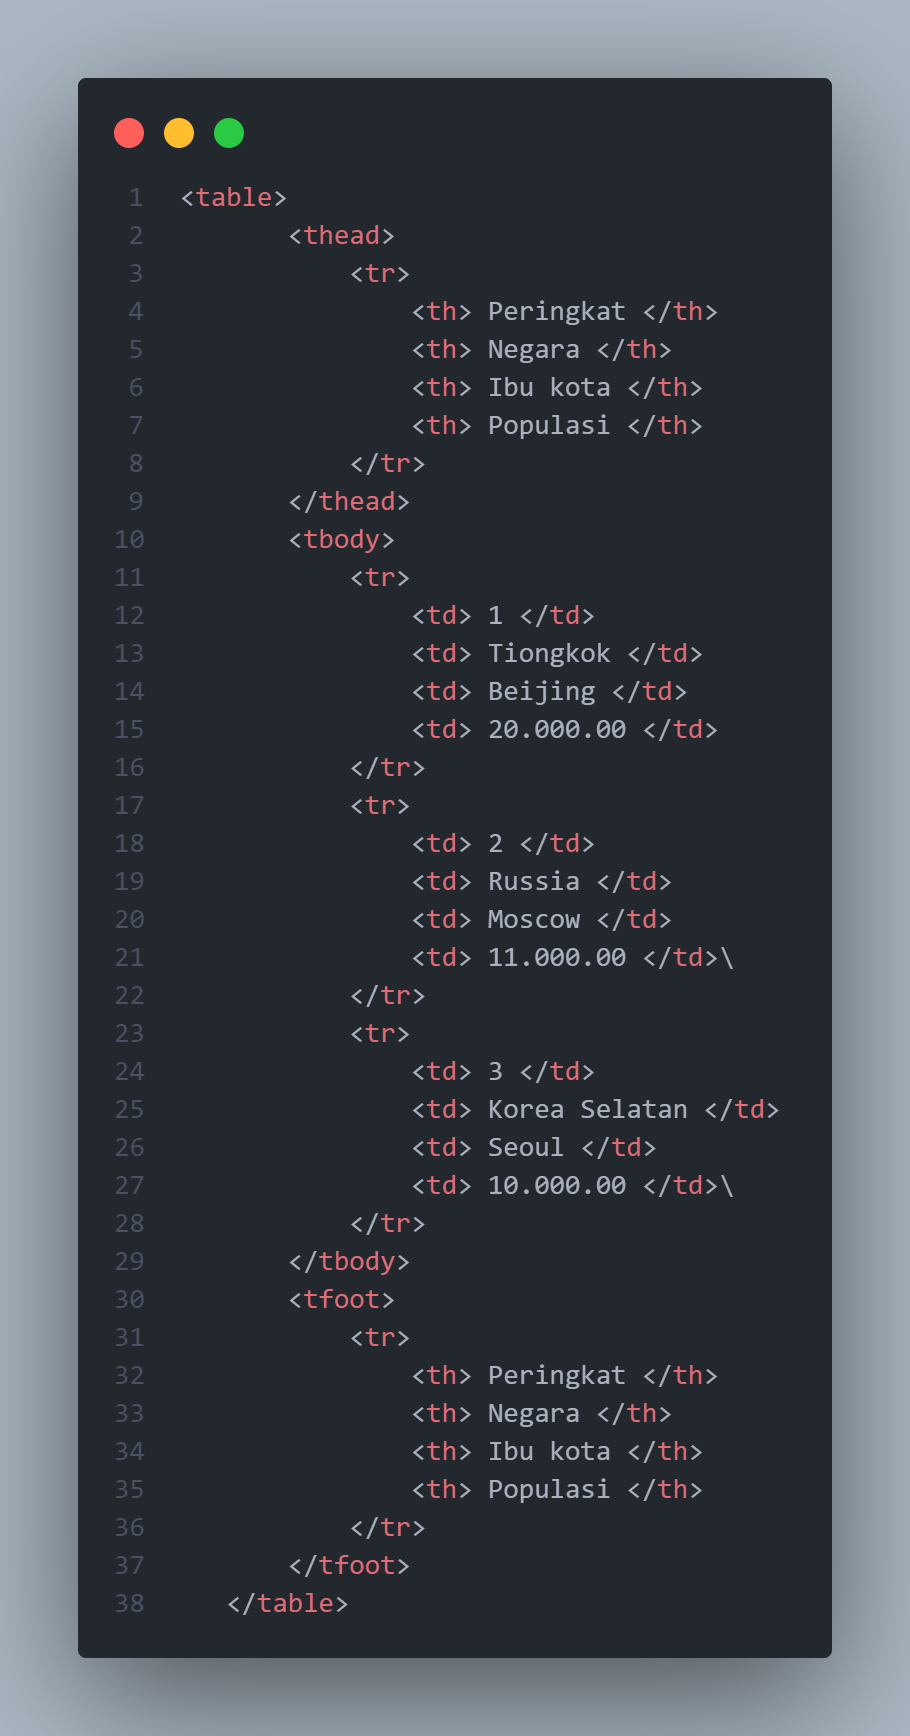 1 <table>
2 <thead>
3 <tr>
4 <th> Peringkat </th>
5 <th> Negara </th>
6 <th> Ibu kota </th>
7 <th> Populasi </th>
8 </tr>
9 </thead>
10 <tbody>
11 <tr>
12 <td> 1 </td>
13 <td> Tiongkok </td>
14 <td> Beijing </td>
15 <td> 20.000.00 </td>
16 </tr>
17 <tr>
18 <td> 2 </td>
19 <td> Russia </td>
20 <td> Moscow </td>
21 <td> 11.000.00 </td>\
22 </tr>
23 <tr>
24 <td> 3 </td>
25 <td> Korea Selatan </td>
26 <td> Seoul </td>
27 <td> 10.000.00 </td>\
28 </tr>
29 </tbody>
30 <tfoot>
31 <tr>
32 <th> Peringkat </th>
33 <th> Negara </th>
34 <th> Ibu kota </th>
35 <th> Populasi </th>
36 </tr>
37 </tfoot>
38 </table>